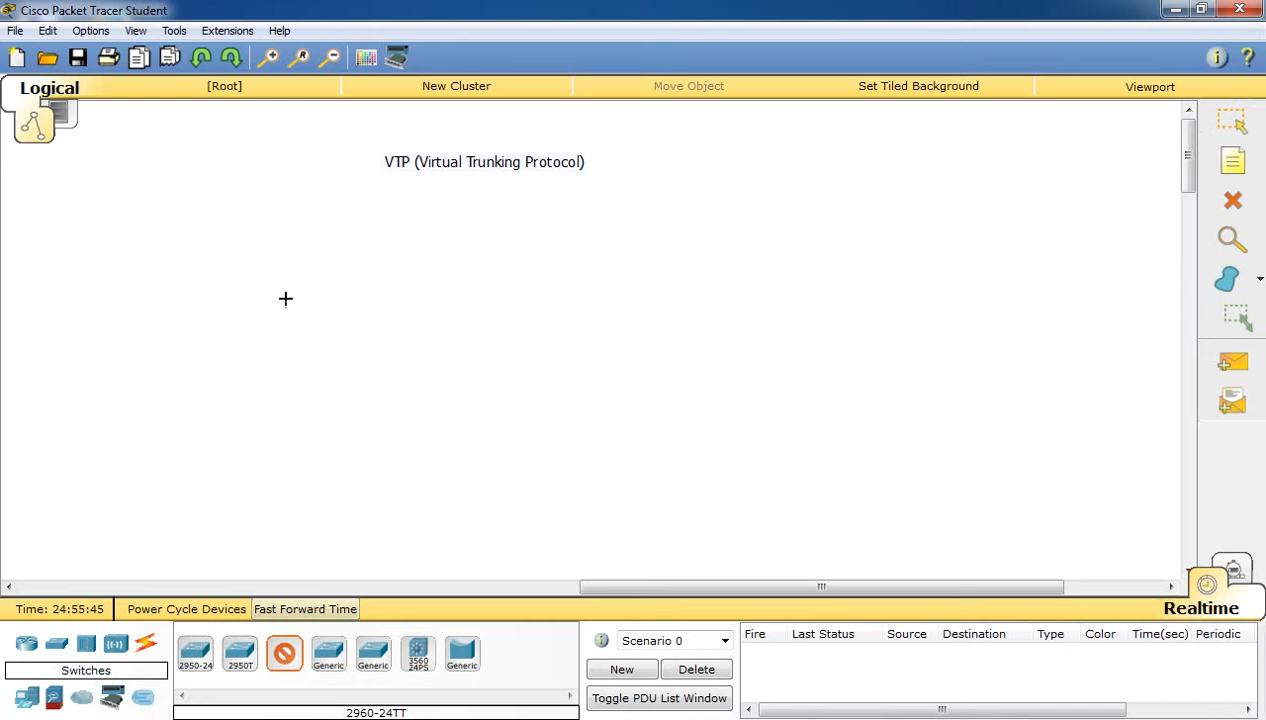 Cisco Packet Tracer Student
File Edit Options View Tools Extensions Help
Logical [Root] New Cluster Move Object Set Tiled Background Viewport
VTP (Virtual Trunking Protocol)
Realtime
Time: 24:55:45 Power Cycle Devices Fast Forward Time
Switches
2950-24 2950T Generic Generic 3560 24PS Generic
2960-24TT
Scenario 0
New Delete
Toggle PDU List Window
Fire Last Status Source Destination Type Color Time(sec) Periodic